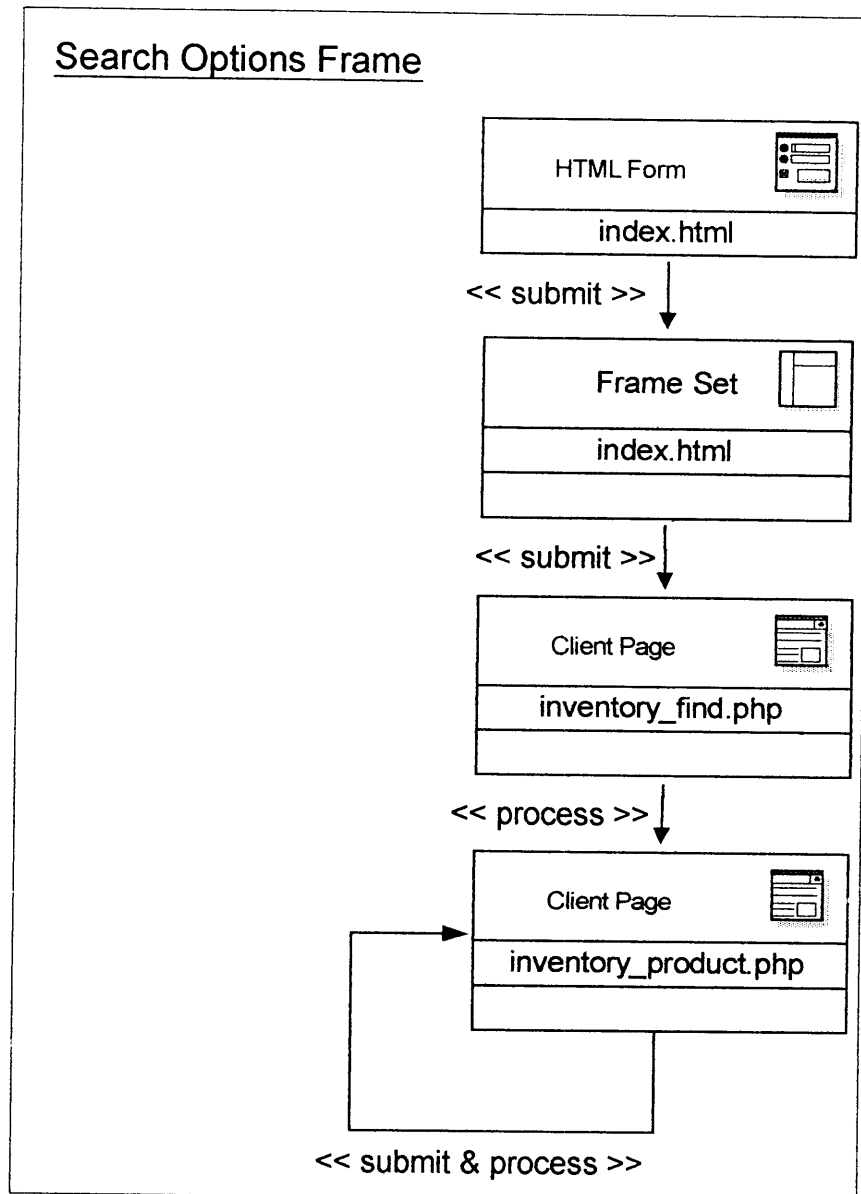 Search Options Frame
HTML Form
index.html
<< submit >>
Frame Set
index.html
<< submit >>
Client Page
inventory_find.php
<< process >>
Client Page
inventory_product.php
<< submit & process >>